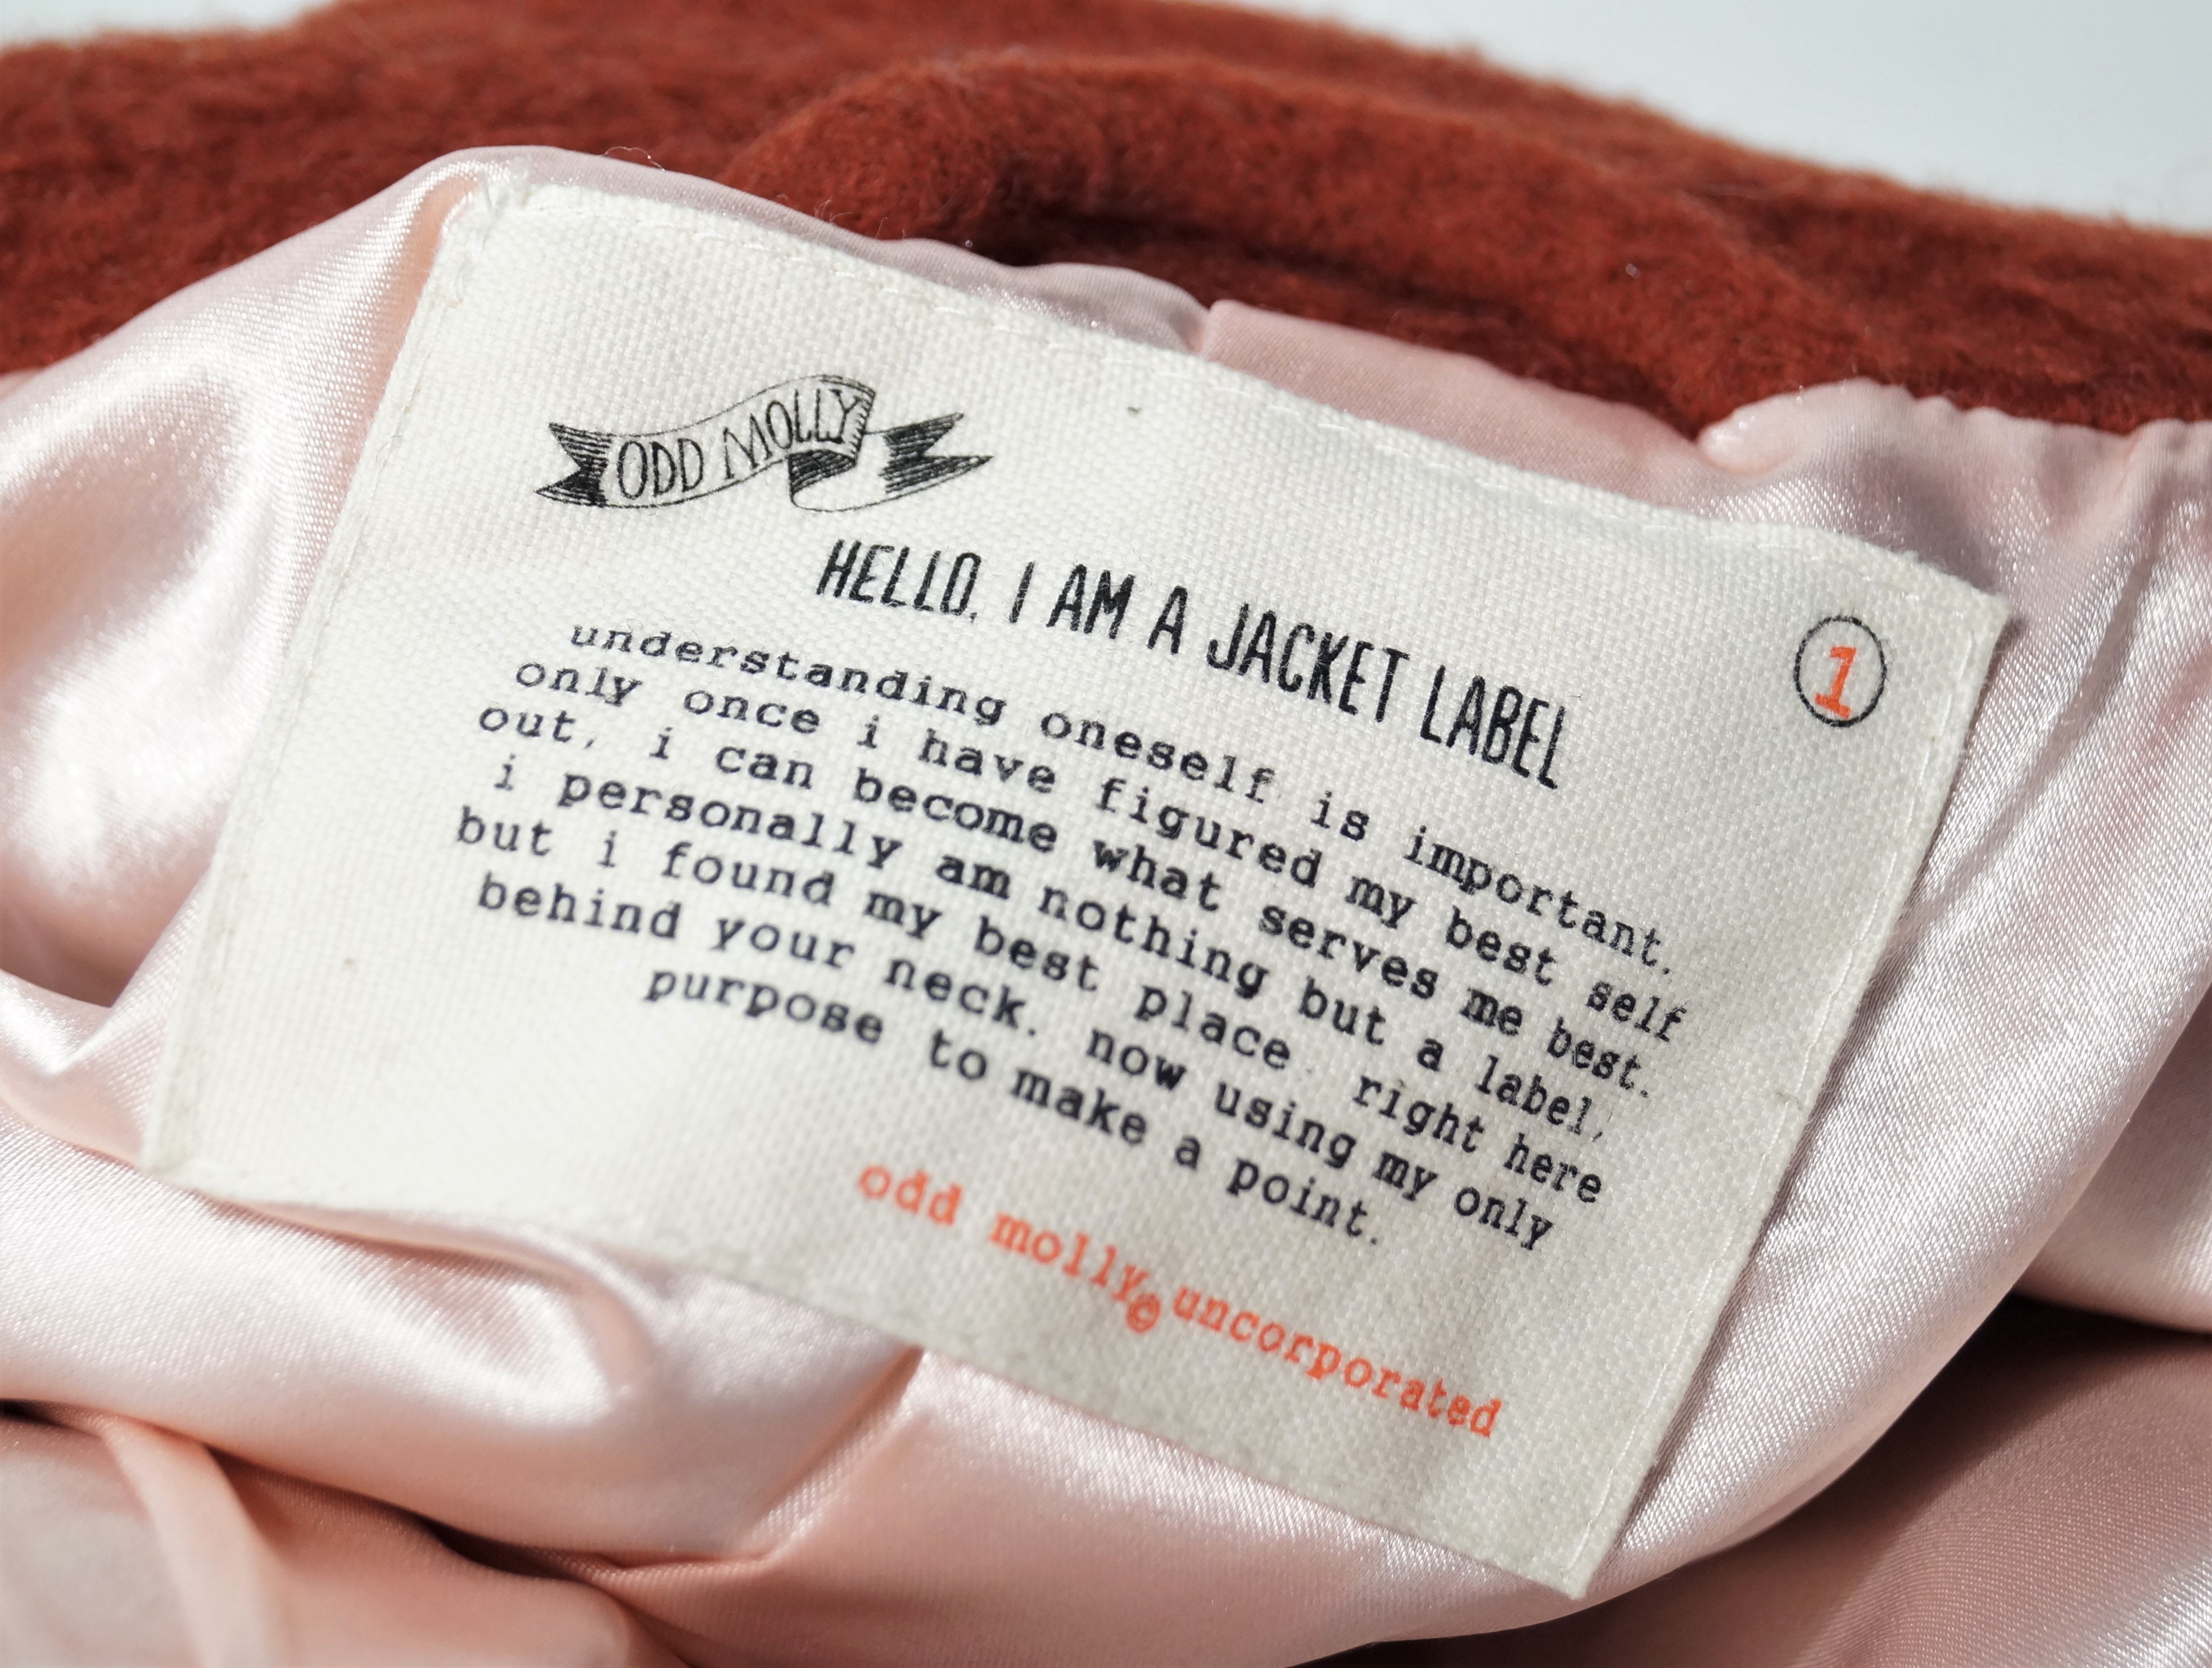 ODD MOLLY
HELLO. I AM A JACKET LABEL
1
understanding oneself is important.
only once i have figured my best self
out, i can become what serves me best.
i personally am nothing but a label,
but i found my best place. right here
behind your neck. now using my only
purpose to make a point.
odd molly© uncorporated